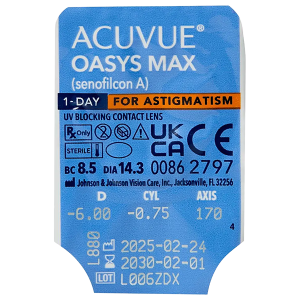 ACUVUE®
OASYS MAX
(senofilcon A)
1-DAY FOR ASTIGMATISM
UV BLOCKING CONTACT LENS
Rx Only UK CA CE
STERILE
BC 8.5 DIA 14.3 0086 2797
Johnson & Johnson Vision Care, Inc., Jacksonville, FL 32256
D CYL AXIS
-6.00 -0.75 170
4
L880
2025-02-24
2030-02-01
LOT L006ZDX